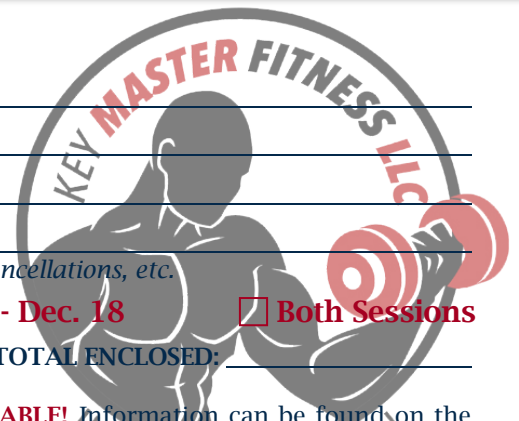 KEY MASTER FITNESS LLC
ncellations, etc.
- Dec. 18 Both Sessions
TOTAL ENCLOSED:
ABLE! Information can be found on the